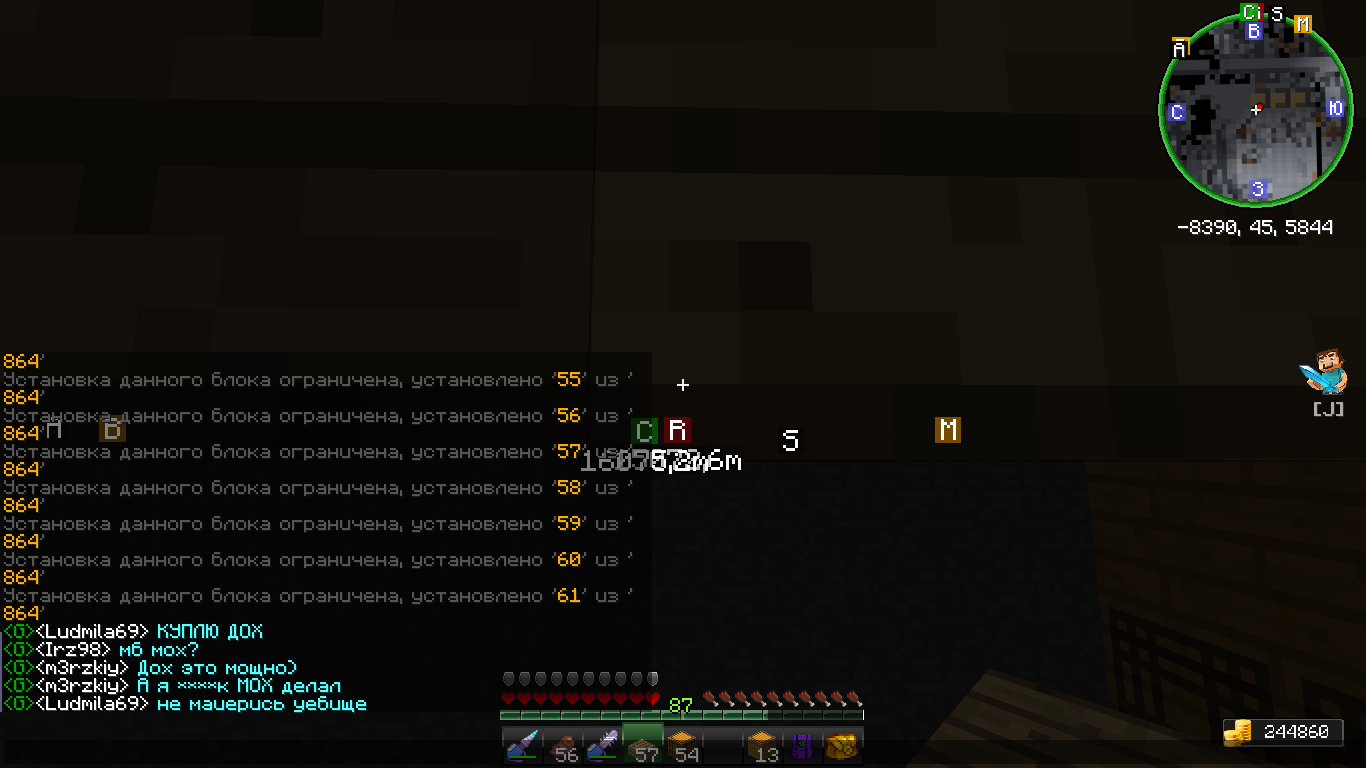 Ci S M
B
A
C Ю
З
-8390, 45, 5844
[J]
864'
Установка данного блока ограничена, установлено '55' из '
864'
Установка данного блока ограничена, установлено '56' из '
864'
Установка данного блока ограничена, установлено '57' из '
864'
Установка данного блока ограничена, установлено '58' из '
864'
Установка данного блока ограничена, установлено '59' из '
864'
Установка данного блока ограничена, установлено '60' из '
864'
Установка данного блока ограничена, установлено '61' из '
864'
B C R S M
<G><Ludmila69> КУПЛЮ ДОХ
<G><Irz98> мб мох?
<G><m3rzkiy> Дох это мощно)
<G><m3rzkiy> А я ****к МОХ делал
<G><Ludmila69> не мацерись уебище
87
56 57 54 13
244860